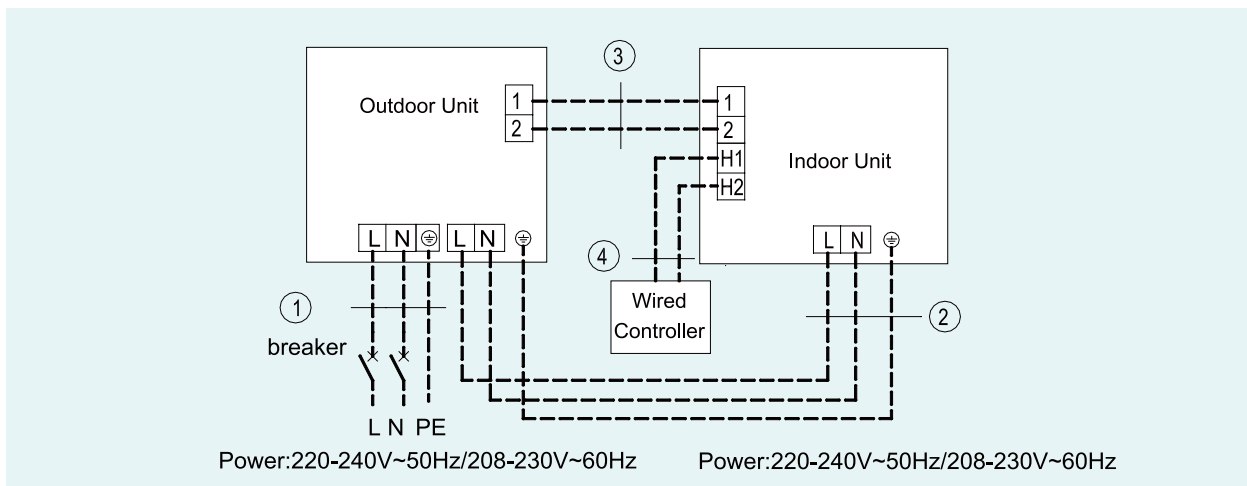 ③
Outdoor Unit
1
2
1
2
H1
H2
Indoor Unit
L N L N
L N
④
Wired
Controller
①
breaker
②
L N PE
Power:220-240V~50Hz/208-230V~60Hz
Power:220-240V~50Hz/208-230V~60Hz